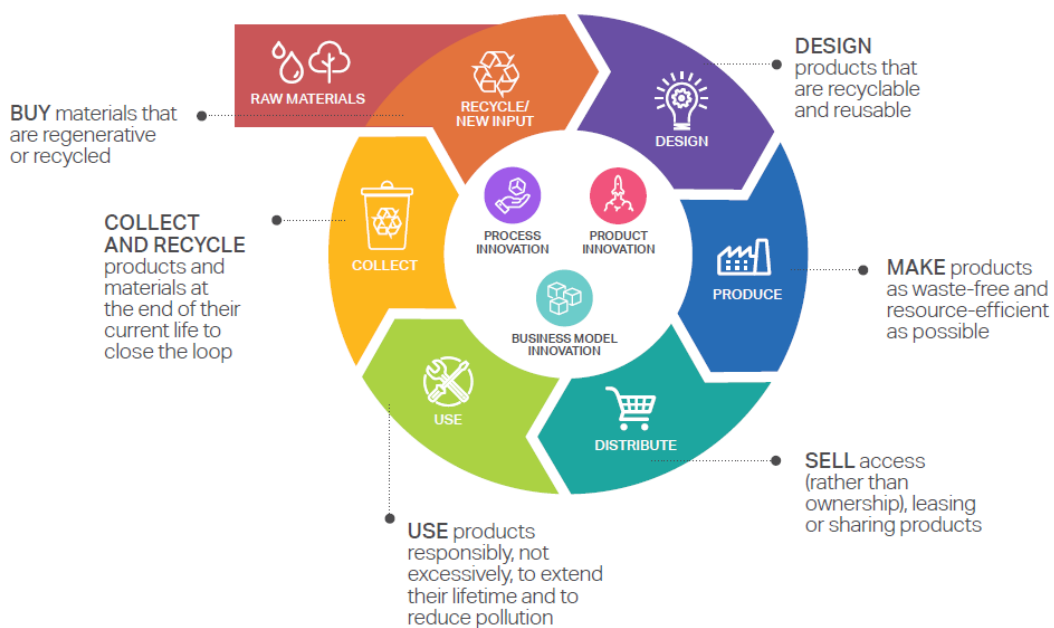 RAW MATERIALS
RECYCLE/
NEW INPUT
DESIGN
PRODUCE
DISTRIBUTE
USE
COLLECT
PROCESS
INNOVATION
PRODUCT
INNOVATION
BUSINESS MODEL
INNOVATION
BUY materials that
are regenerative
or recycled
DESIGN
products that
are recyclable
and reusable
MAKE products
as waste-free and
resource-efficient
as possible
SELL access
(rather than
ownership), leasing
or sharing products
USE products
responsibly, not
excessively, to extend
their lifetime and to
reduce pollution
COLLECT
AND RECYCLE
products and
materials at
the end of their
current life to
close the loop